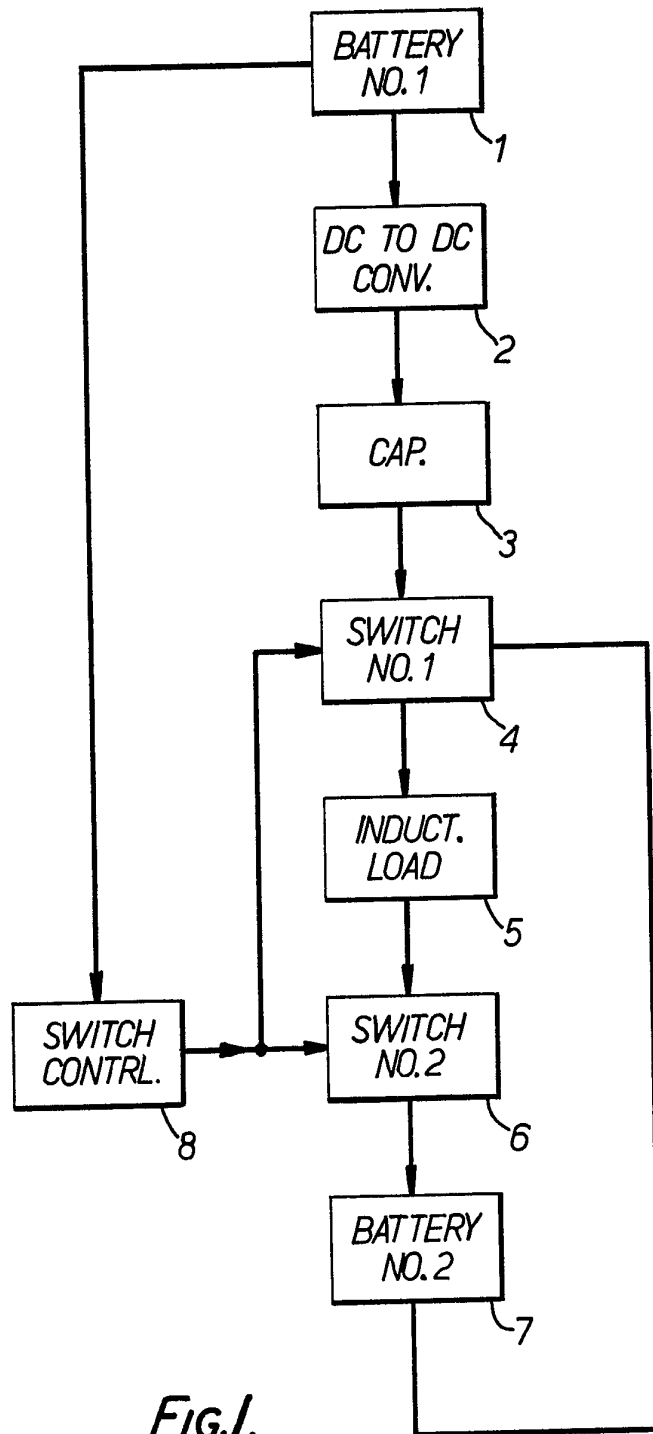 BATTERY
NO. 1
1
DC TO DC
CONV.
2
CAP.
3
SWITCH
NO. 1
4
INDUCT.
LOAD
5
SWITCH
CONTRL.
8
SWITCH
NO. 2
6
BATTERY
NO. 2
7
FIG. 1.